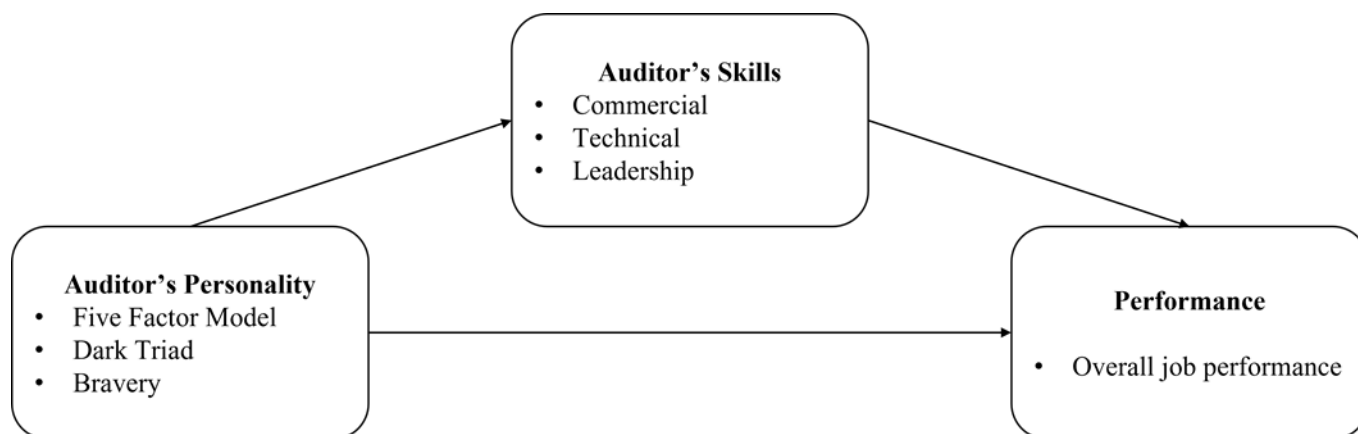 Auditor’s Skills
• Commercial
• Technical
• Leadership
Auditor’s Personality
• Five Factor Model
• Dark Triad
• Bravery
Performance
• Overall job performance